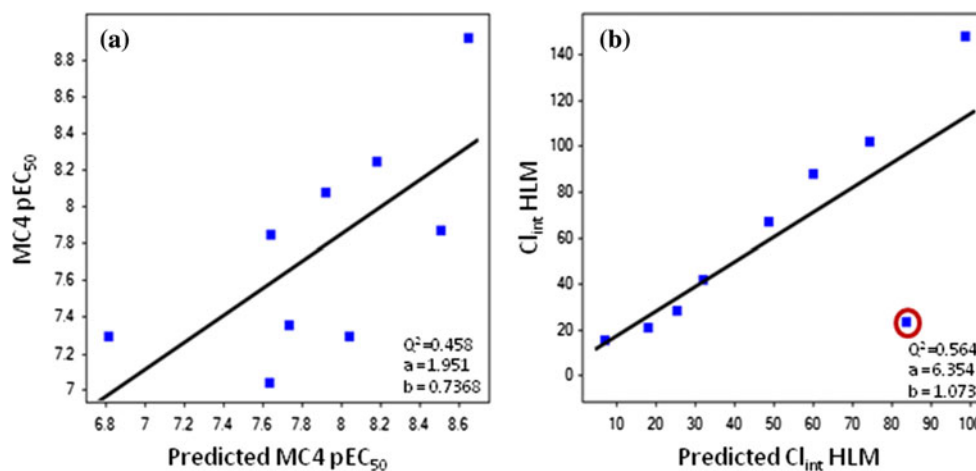 (a)
MC4 pEC50
8.8
8.6
8.4
8.2
8
7.8
7.6
7.4
7.2
7
6.8 7 7.2 7.4 7.6 7.8 8 8.2 8.4 8.6
Q²=0.458
a=1.951
b=0.7368
Predicted MC4 pEC50
(b)
Clint HLM
140
120
100
80
60
40
20
0
10 20 30 40 50 60 70 80 90 100
Q²=0.564
a=6.354
b=1.073
Predicted Clint HLM